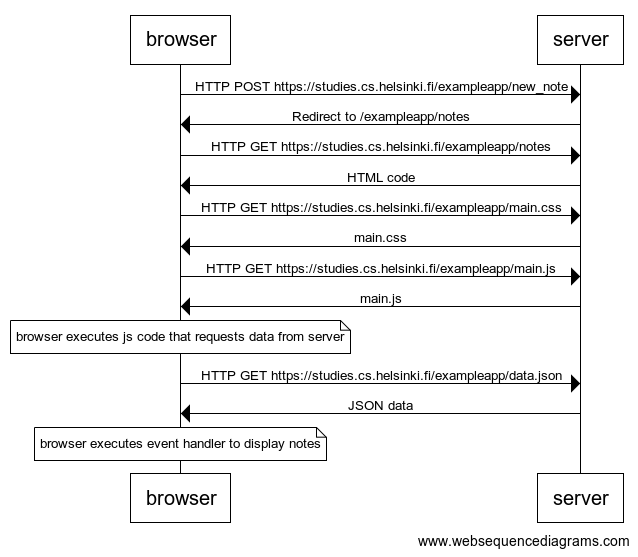 browser
server
HTTP POST https://studies.cs.helsinki.fi/exampleapp/new_note
Redirect to /exampleapp/notes
HTTP GET https://studies.cs.helsinki.fi/exampleapp/notes
HTML code
HTTP GET https://studies.cs.helsinki.fi/exampleapp/main.css
main.css
HTTP GET https://studies.cs.helsinki.fi/exampleapp/main.js
main.js
browser executes js code that requests data from server
HTTP GET https://studies.cs.helsinki.fi/exampleapp/data.json
JSON data
browser executes event handler to display notes
browser
server
www.websequencediagrams.com